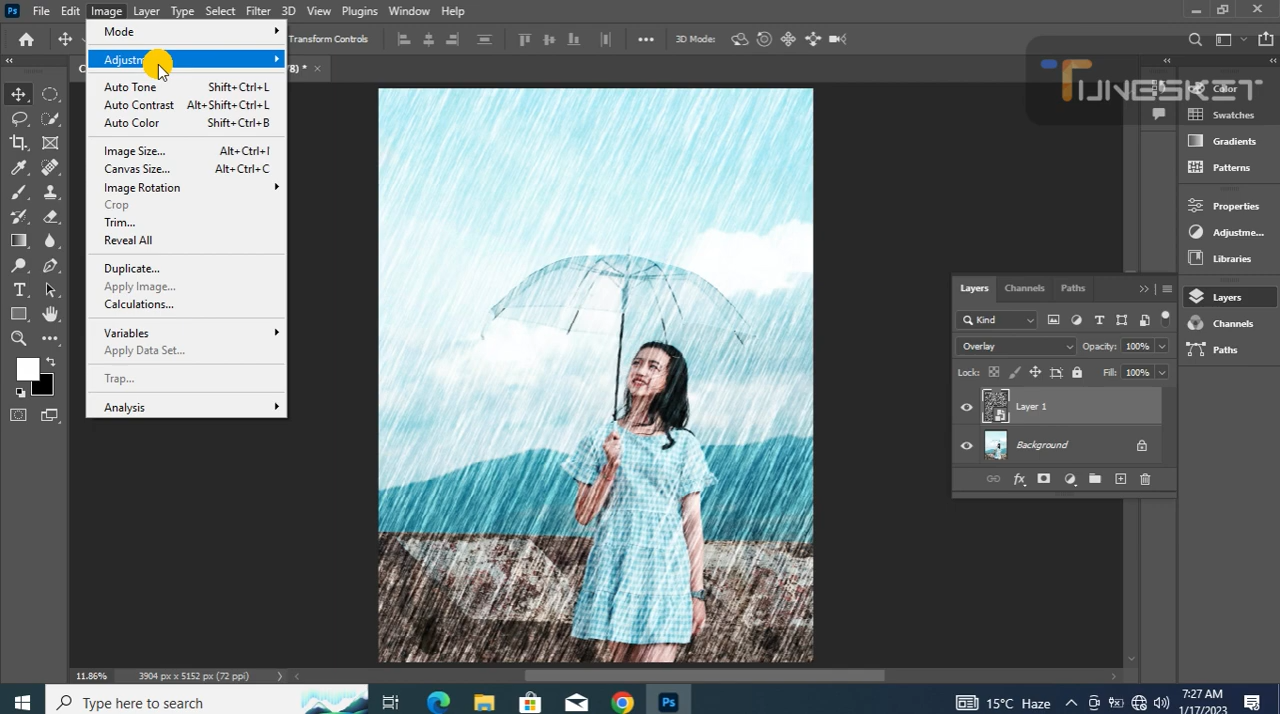 Ps File Edit Image Layer Type Select Filter 3D View Plugins Window Help
Transform Controls 3D Mode:
8) *
TUNESKET
Mode
Adjustm
Auto Tone Shift+Ctrl+L
Auto Contrast Alt+Shift+Ctrl+L
Auto Color Shift+Ctrl+B
Image Size... Alt+Ctrl+I
Canvas Size... Alt+Ctrl+C
Image Rotation
Crop
Trim...
Reveal All
Duplicate...
Apply Image...
Calculations...
Variables
Apply Data Set...
Trap...
Analysis
Color
Swatches
Gradients
Patterns
Properties
Adjustme...
Libraries
Layers
Channels
Paths
Layers Channels Paths
Kind
Overlay Opacity: 100%
Lock: Fill: 100%
Layer 1
Background
11.86% 3904 px x 5152 px (72 ppi)
Type here to search
Ps
15°C Haze
7:27 AM
1/17/2023